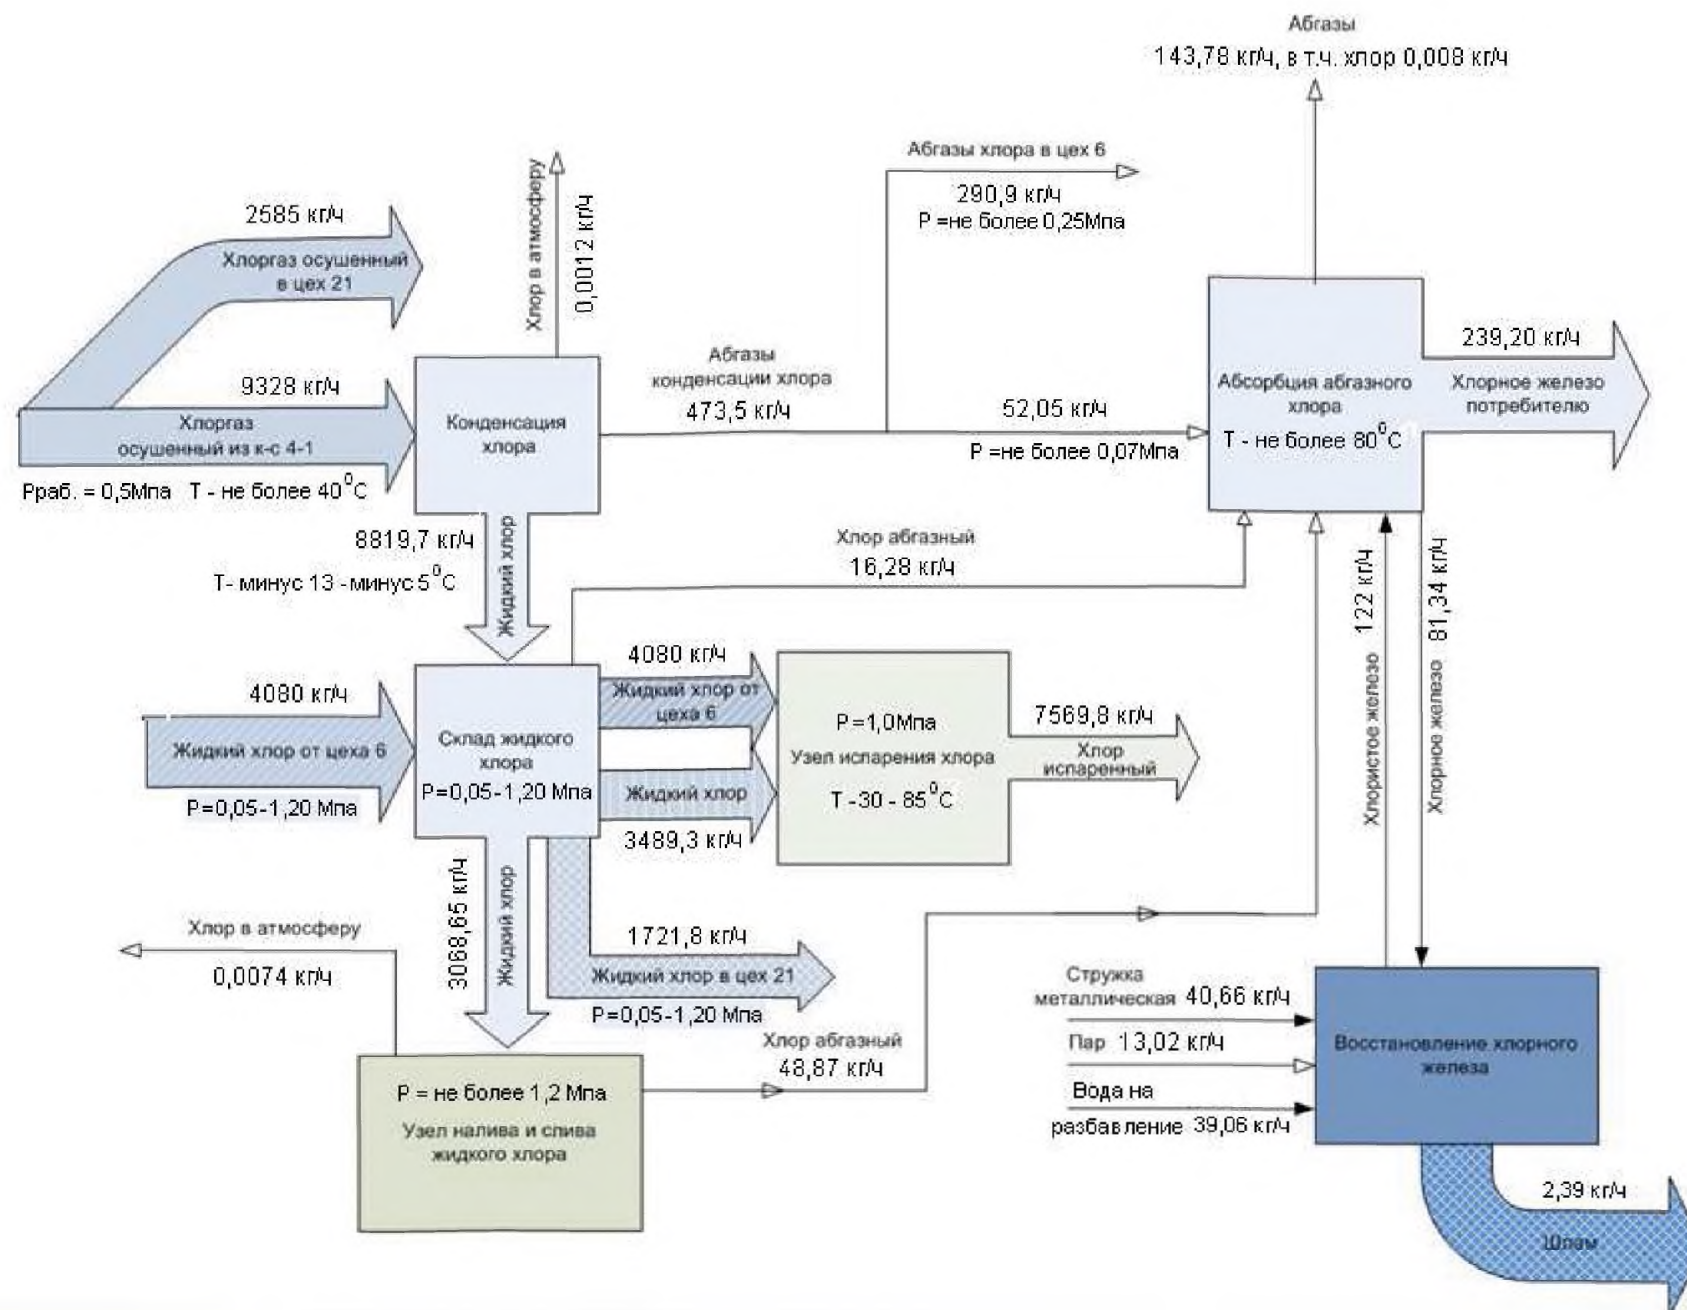 Абгазы
143,78 кг/ч, в т.ч. хлор 0,008 кг/ч
Абгазы хлора в цех 6
290,9 кг/ч
Р =не более 0,25Мпа
Хлор в атмосферу
0,0012 кг/ч
2585 кг/ч
Хлоргаз осушенный
в цех 21
9328 кг/ч
Хлоргаз
осушенный из к-с 4-1
Рраб. = 0,5Мпа Т - не более 40⁰С
Конденсация
хлора
Абгазы
конденсации хлора
473,5 кг/ч
52,05 кг/ч
Р =не более 0,07Мпа
Абсорбция абгазного
хлора
Т - не более 80⁰С
239,20 кг/ч
Хлорное железо
потребителю
8819,7 кг/ч
Т- минус 13 -минус 5⁰С
Жидкий хлор
Хлор абгазный
16,28 кг/ч
122 кг/ч
Хлористое железо
81,34 кг/ч
Хлорное железо
4080 кг/ч
Жидкий хлор от цеха 6
Р=0,05-1,20 Мпа
Склад жидкого
хлора
Р=0,05-1,20 Мпа
4080 кг/ч
Жидкий хлор от
цеха 6
Жидкий хлор
3489,3 кг/ч
Р=1,0Мпа
Узел испарения хлора
Т -30 - 85⁰С
7569,8 кг/ч
Хлор
испаренный
3068,65 кг/ч
Жидкий хлор
1721,8 кг/ч
Жидкий хлор в цех 21
Р=0,05-1,20 Мпа
Хлор в атмосферу
0,0074 кг/ч
Хлор абгазный
48,87 кг/ч
Р = не более 1,2 Мпа
Узел налива и слива
жидкого хлора
Стружка
металлическая 40,66 кг/ч
Пар 13,02 кг/ч
Вода на
разбавление 39,06 кг/ч
Восстановление хлорного
железа
2,39 кг/ч
Шлам